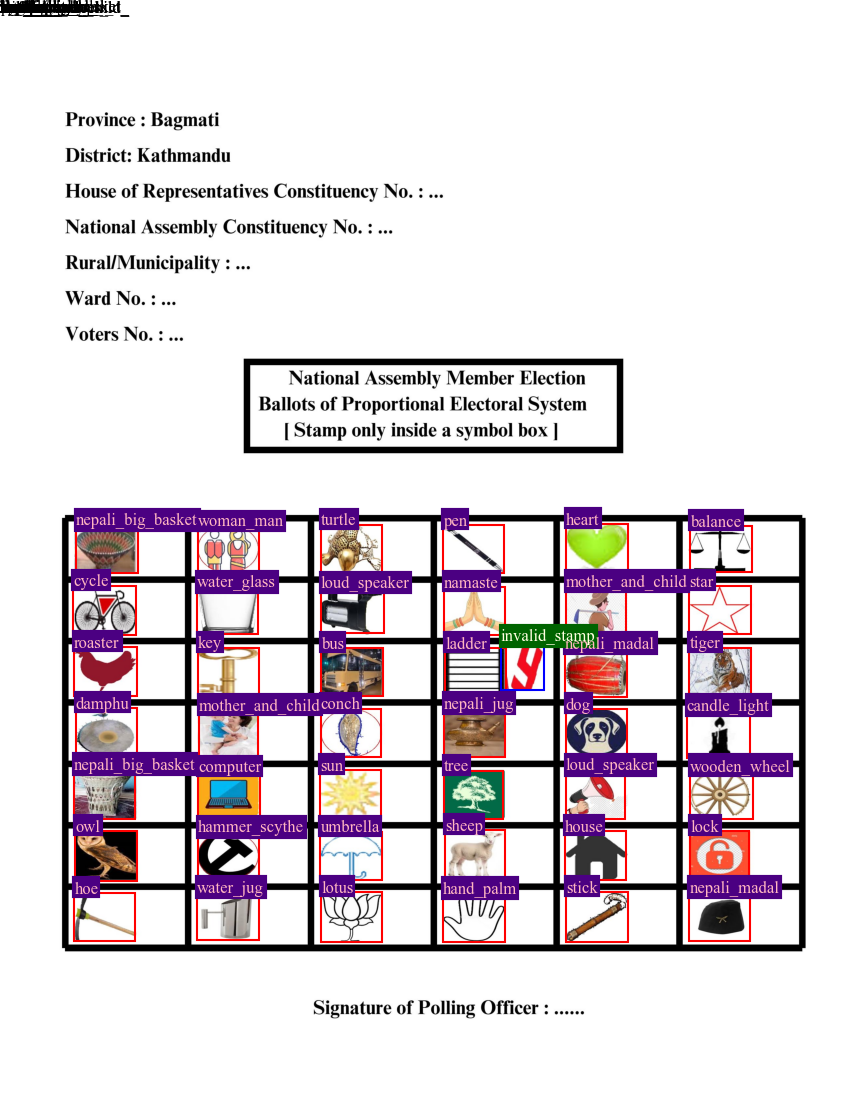 Province : Bagmati
District: Kathmandu
House of Representatives Constituency No. : ...
National Assembly Constituency No. : ...
Rural/Municipality : ...
Ward No. : ...
Voters No. : ...
National Assembly Member Election
Ballots of Proportional Electoral System
[ Stamp only inside a symbol box ]
nepali_big_basket woman_man turtle pen heart balance
cycle water_glass loud_speaker namaste mother_and_child star
invalid_stamp
roaster key bus ladder nepali_madal tiger
damphu mother_and_child conch nepali_jug dog candle_light
nepali_big_basket computer sun tree loud_speaker wooden_wheel
owl hammer_scythe umbrella sheep house lock
hoe water_jug lotus hand_palm stick nepali_madal
Signature of Polling Officer : ......